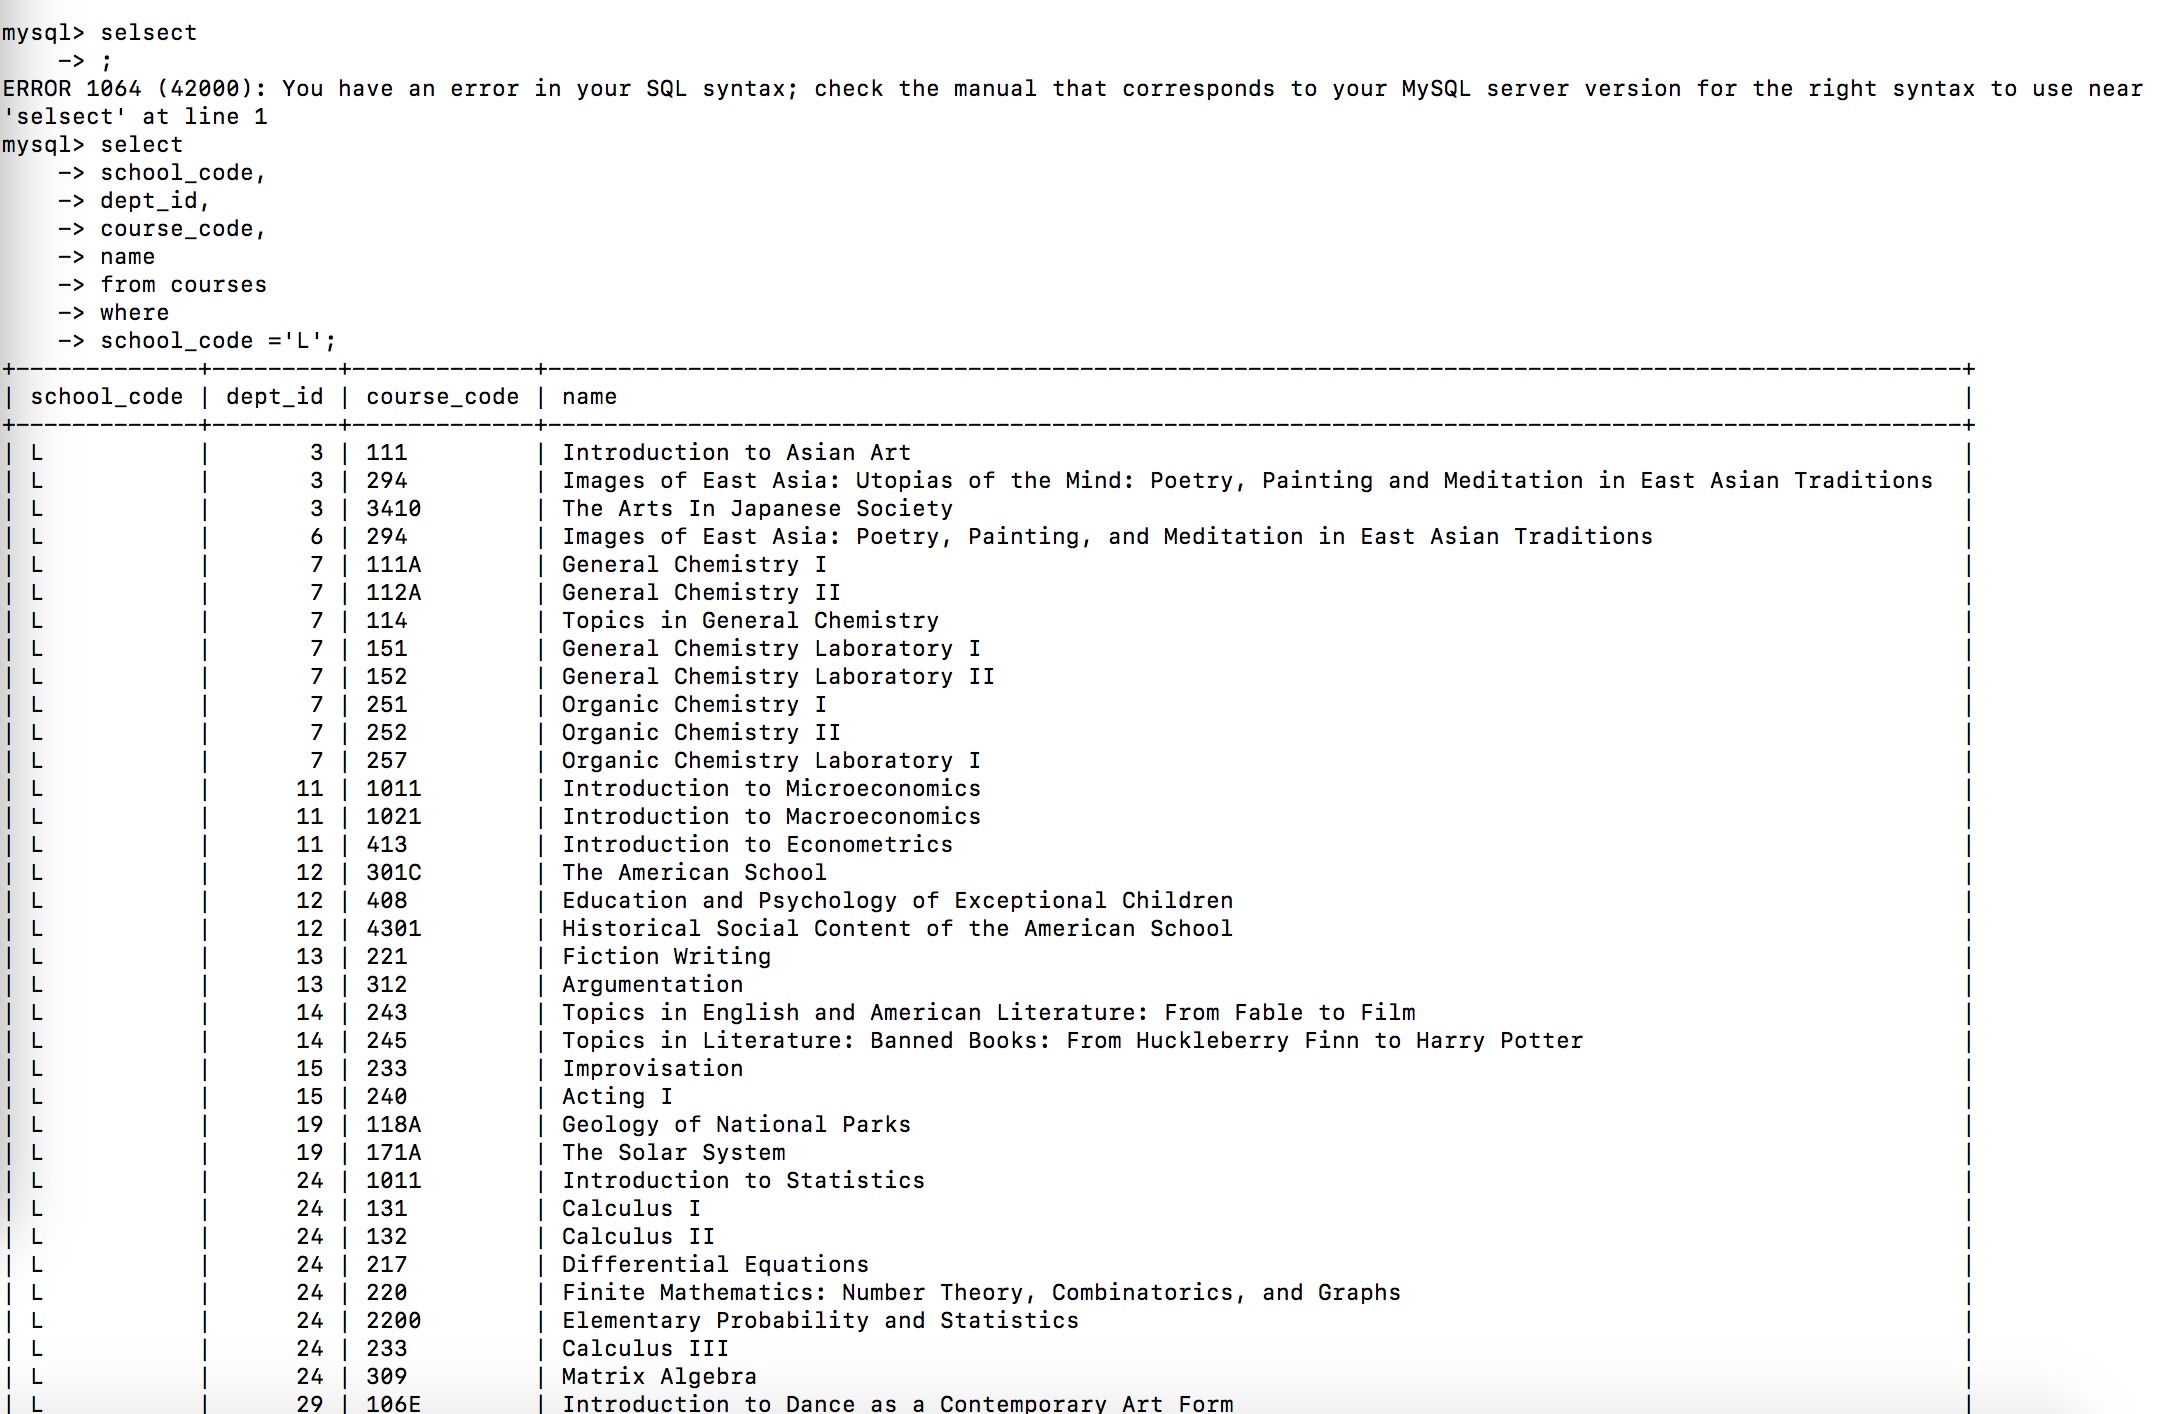 mysql> selsect
    -> ;
ERROR 1064 (42000): You have an error in your SQL syntax; check the manual that corresponds to your MySQL server version for the right syntax to use near
'selsect' at line 1
mysql> select
    -> school_code,
    -> dept_id,
    -> course_code,
    -> name
    -> from courses
    -> where
    -> school_code ='L';
+-------------+---------+-------------+-----------------------------------------------------------------------------------------------------+
| school_code | dept_id | course_code | name                                                                                                |
+-------------+---------+-------------+-----------------------------------------------------------------------------------------------------+
| L           |       3 | 111         | Introduction to Asian Art                                                                           |
| L           |       3 | 294         | Images of East Asia: Utopias of the Mind: Poetry, Painting and Meditation in East Asian Traditions  |
| L           |       3 | 3410        | The Arts In Japanese Society                                                                        |
| L           |       6 | 294         | Images of East Asia: Poetry, Painting, and Meditation in East Asian Traditions                      |
| L           |       7 | 111A        | General Chemistry I                                                                                 |
| L           |       7 | 112A        | General Chemistry II                                                                                |
| L           |       7 | 114         | Topics in General Chemistry                                                                         |
| L           |       7 | 151         | General Chemistry Laboratory I                                                                      |
| L           |       7 | 152         | General Chemistry Laboratory II                                                                     |
| L           |       7 | 251         | Organic Chemistry I                                                                                 |
| L           |       7 | 252         | Organic Chemistry II                                                                                |
| L           |       7 | 257         | Organic Chemistry Laboratory I                                                                      |
| L           |      11 | 1011        | Introduction to Microeconomics                                                                      |
| L           |      11 | 1021        | Introduction to Macroeconomics                                                                      |
| L           |      11 | 413         | Introduction to Econometrics                                                                        |
| L           |      12 | 301C        | The American School                                                                                 |
| L           |      12 | 408         | Education and Psychology of Exceptional Children                                                    |
| L           |      12 | 4301        | Historical Social Content of the American School                                                    |
| L           |      13 | 221         | Fiction Writing                                                                                     |
| L           |      13 | 312         | Argumentation                                                                                       |
| L           |      14 | 243         | Topics in English and American Literature: From Fable to Film                                       |
| L           |      14 | 245         | Topics in Literature: Banned Books: From Huckleberry Finn to Harry Potter                           |
| L           |      15 | 233         | Improvisation                                                                                       |
| L           |      15 | 240         | Acting I                                                                                            |
| L           |      19 | 118A        | Geology of National Parks                                                                           |
| L           |      19 | 171A        | The Solar System                                                                                    |
| L           |      24 | 1011        | Introduction to Statistics                                                                          |
| L           |      24 | 131         | Calculus I                                                                                          |
| L           |      24 | 132         | Calculus II                                                                                         |
| L           |      24 | 217         | Differential Equations                                                                              |
| L           |      24 | 220         | Finite Mathematics: Number Theory, Combinatorics, and Graphs                                        |
| L           |      24 | 2200        | Elementary Probability and Statistics                                                               |
| L           |      24 | 233         | Calculus III                                                                                        |
| L           |      24 | 309         | Matrix Algebra                                                                                      |
| L           |      29 | 106E        | Introduction to Dance as a Contemporary Art Form                                                    |